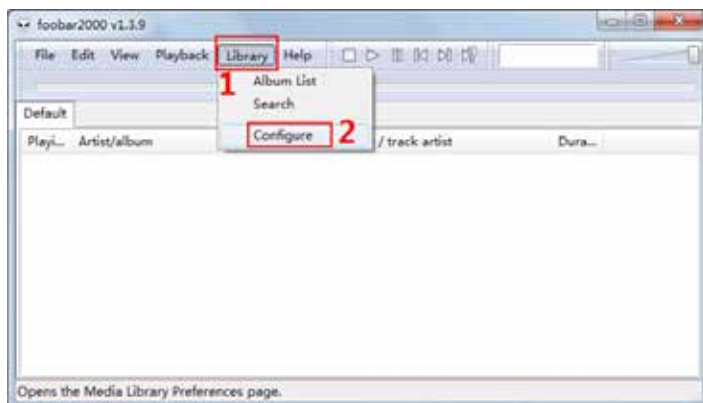 foobar2000 v1.3.9
File Edit View Playback Library Help
1
Album List
Search
Configure 2
Default
Playi... Artist/album / track artist Dura...
Opens the Media Library Preferences page.